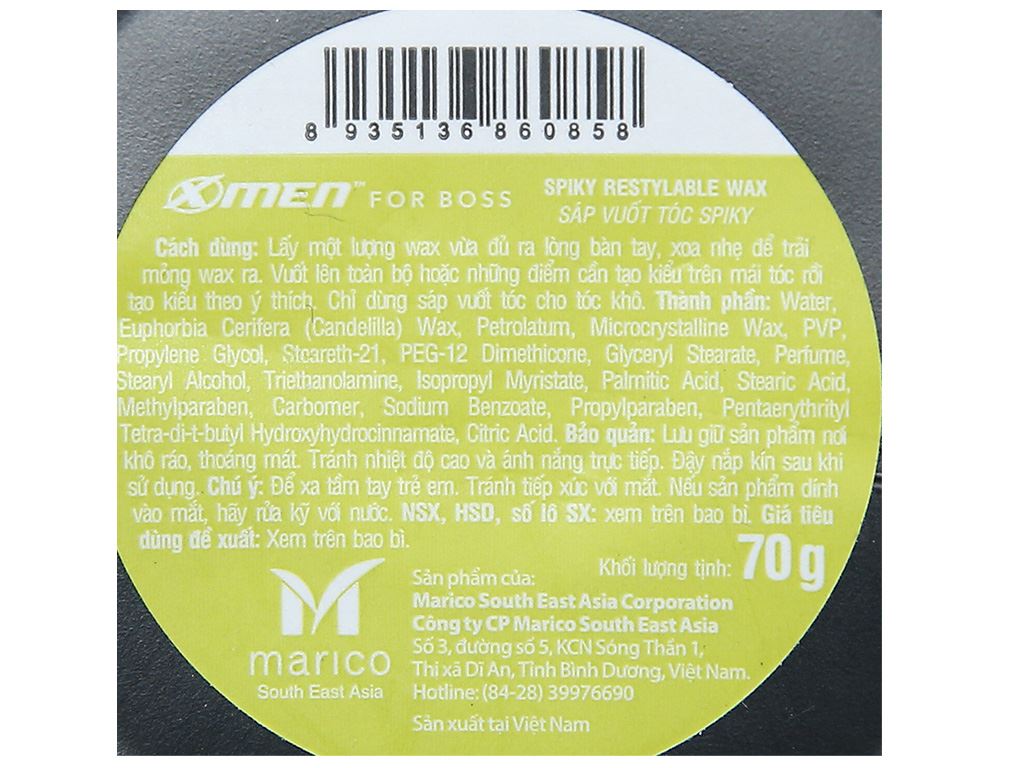 8 935136 860858
X-MEN™ FOR BOSS
SPIKY RESTYLABLE WAX
SÁP VUỐT TÓC SPIKY
Cách dùng: Lấy một lượng wax vừa đủ ra lòng bàn tay, xoa nhẹ để trải
mỏng wax ra. Vuốt lên toàn bộ hoặc những điểm cần tạo kiểu trên mái tóc rồi
tạo kiểu theo ý thích. Chỉ dùng sáp vuốt tóc cho tóc khô. Thành phần: Water,
Euphorbia Cerifera (Candelilla) Wax, Petrolatum, Microcrystalline Wax, PVP,
Propylene Glycol, Steareth-21, PEG-12 Dimethicone, Glyceryl Stearate, Perfume,
Stearyl Alcohol, Triethanolamine, Isopropyl Myristate, Palmitic Acid, Stearic Acid,
Methylparaben, Carbomer, Sodium Benzoate, Propylparaben, Pentaerythrityl
Tetra-di-t-butyl Hydroxyhydrocinnamate, Citric Acid. Bảo quản: Lưu giữ sản phẩm nơi
khô ráo, thoáng mát. Tránh nhiệt độ cao và ánh nắng trực tiếp. Đậy nắp kín sau khi
sử dụng. Chú ý: Để xa tầm tay trẻ em. Tránh tiếp xúc với mắt. Nếu sản phẩm dính
vào mắt, hãy rửa kỹ với nước. NSX, HSD, số lô SX: xem trên bao bì. Giá tiêu
dùng đề xuất: Xem trên bao bì.
Khối lượng tịnh: 70 g
marico
South East Asia
Sản phẩm của:
Marico South East Asia Corporation
Công ty CP Marico South East Asia
Số 3, đường số 5, KCN Sóng Thần 1,
Thị xã Dĩ An, Tỉnh Bình Dương, Việt Nam.
Hotline: (84-28) 39976690
Sản xuất tại Việt Nam